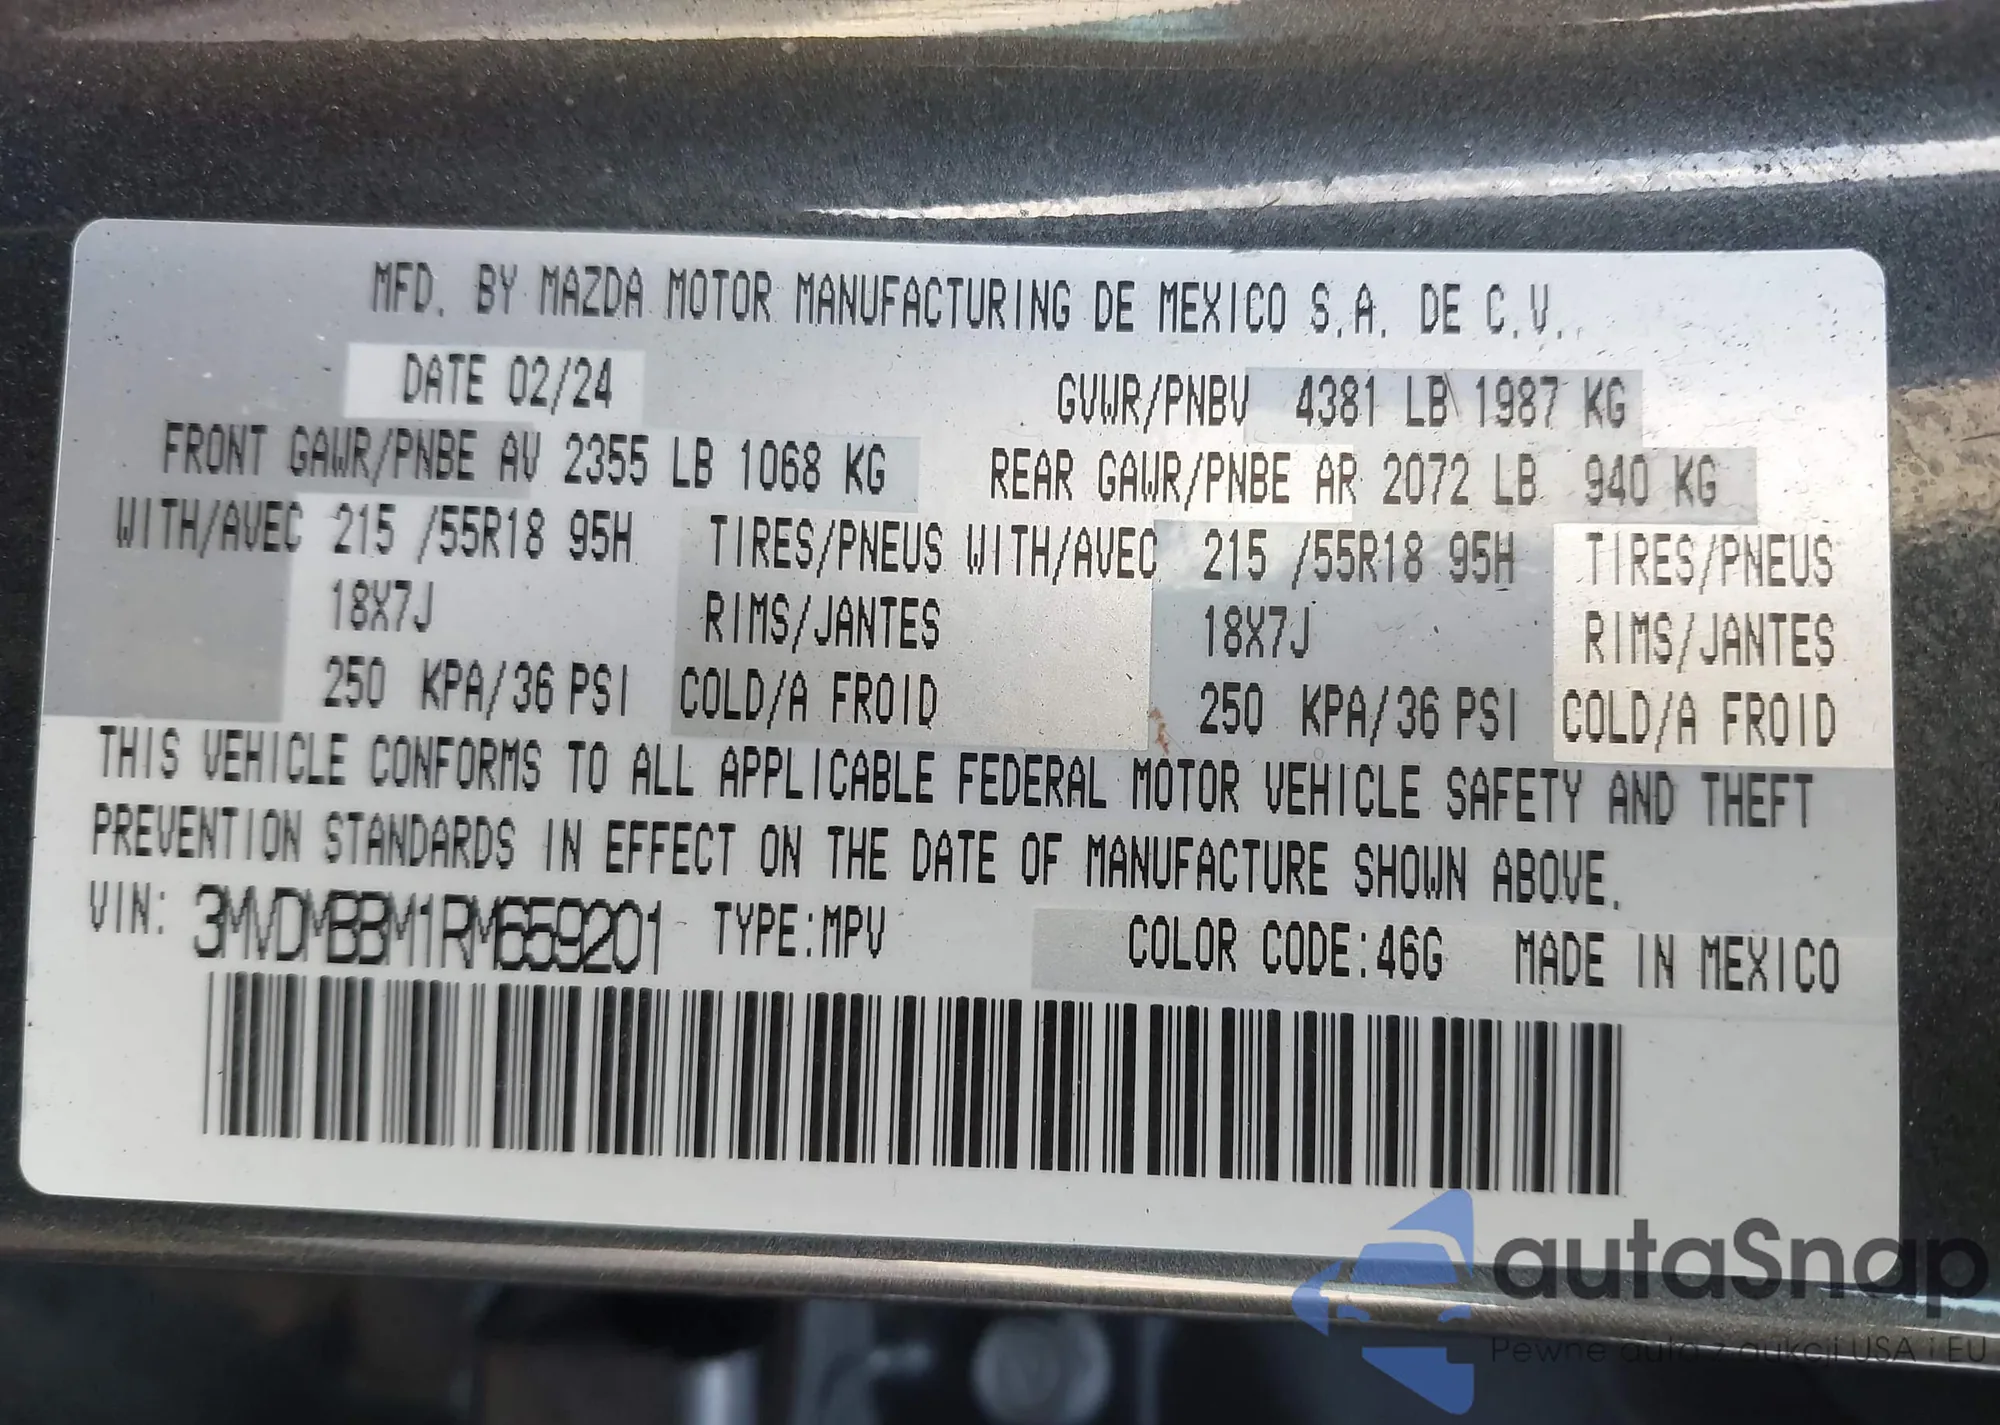 MFD. BY MAZDA MOTOR MANUFACTURING DE MEXICO S.A. DE C.V.
DATE 02/24 GVWR/PNBV 4381 LB 1987 KG
FRONT GAWR/PNBE AV 2355 LB 1068 KG REAR GAWR/PNBE AR 2072 LB 940 KG
WITH/AVEC 215 /55R18 95H TIRES/PNEUS WITH/AVEC 215 /55R18 95H TIRES/PNEUS
18X7J RIMS/JANTES 18X7J RIMS/JANTES
250 KPA/36 PSI COLD/A FROID 250 KPA/36 PSI COLD/A FROID
THIS VEHICLE CONFORMS TO ALL APPLICABLE FEDERAL MOTOR VEHICLE SAFETY AND THEFT
PREVENTION STANDARDS IN EFFECT ON THE DATE OF MANUFACTURE SHOWN ABOVE.
VIN: 3MVDMBBM1RM659201 TYPE:MPV COLOR CODE:46G MADE IN MEXICO
autaSnap
Pewne auto z aukcji USA i EU